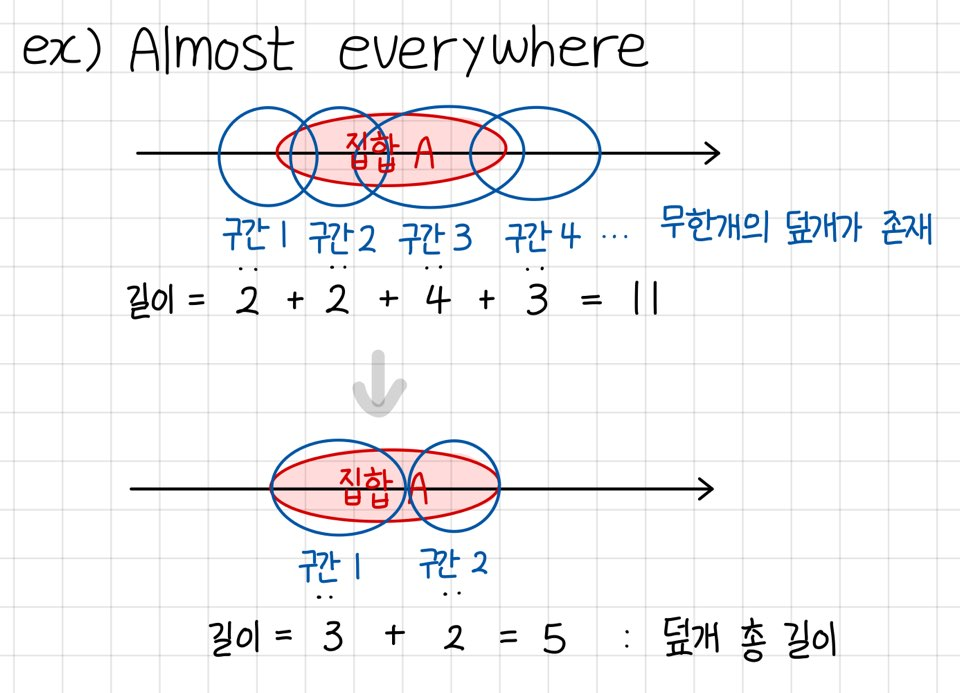 ex) Almost everywhere
집합 A
구간 1 구간 2 구간 3 구간 4 ... 무한개의 덮개가 존재
길이 = 2 + 2 + 4 + 3 = 11
집합 A
구간 1 구간 2
길이 = 3 + 2 = 5 : 덮개 총 길이